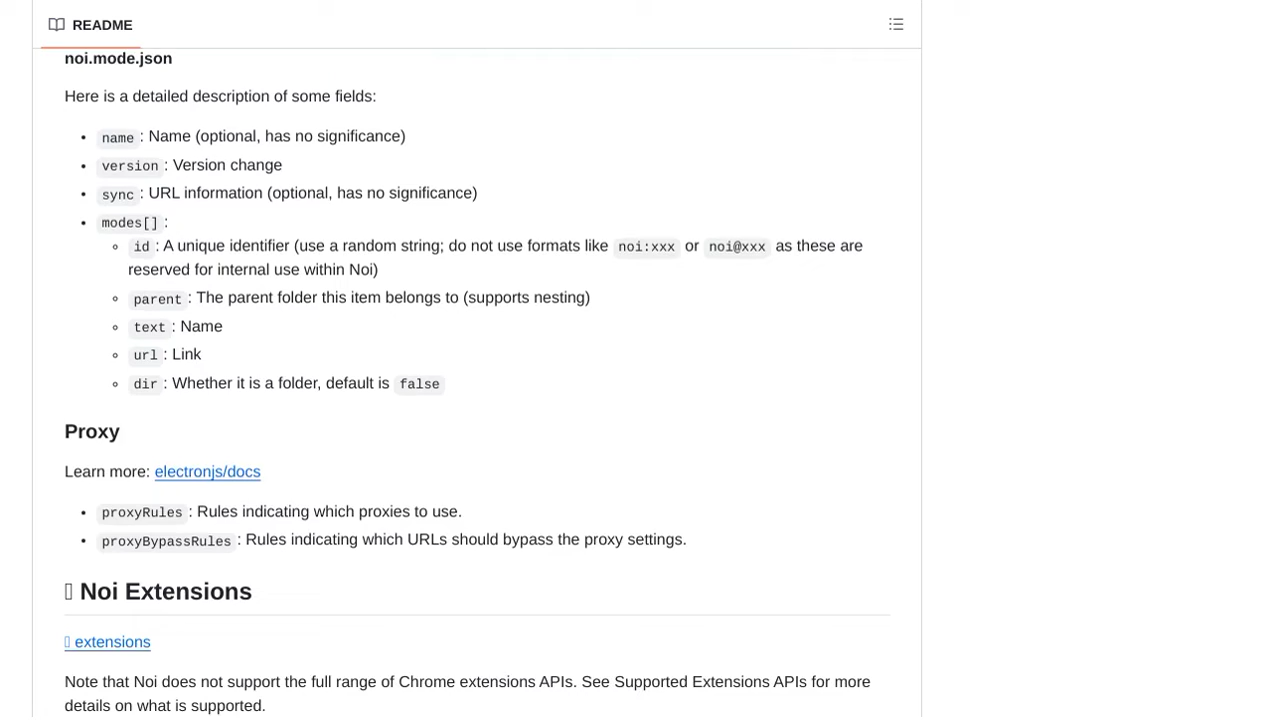 README
noi.mode.json
Here is a detailed description of some fields:
• name : Name (optional, has no significance)
• version : Version change
• sync : URL information (optional, has no significance)
• modes[] :
◦ id : A unique identifier (use a random string; do not use formats like noi:xxx or noi@xxx as these are
reserved for internal use within Noi)
◦ parent : The parent folder this item belongs to (supports nesting)
◦ text : Name
◦ url : Link
◦ dir : Whether it is a folder, default is false
Proxy
Learn more: electronjs/docs
• proxyRules : Rules indicating which proxies to use.
• proxyBypassRules : Rules indicating which URLs should bypass the proxy settings.
Noi Extensions
extensions
Note that Noi does not support the full range of Chrome extensions APIs. See Supported Extensions APIs for more
details on what is supported.